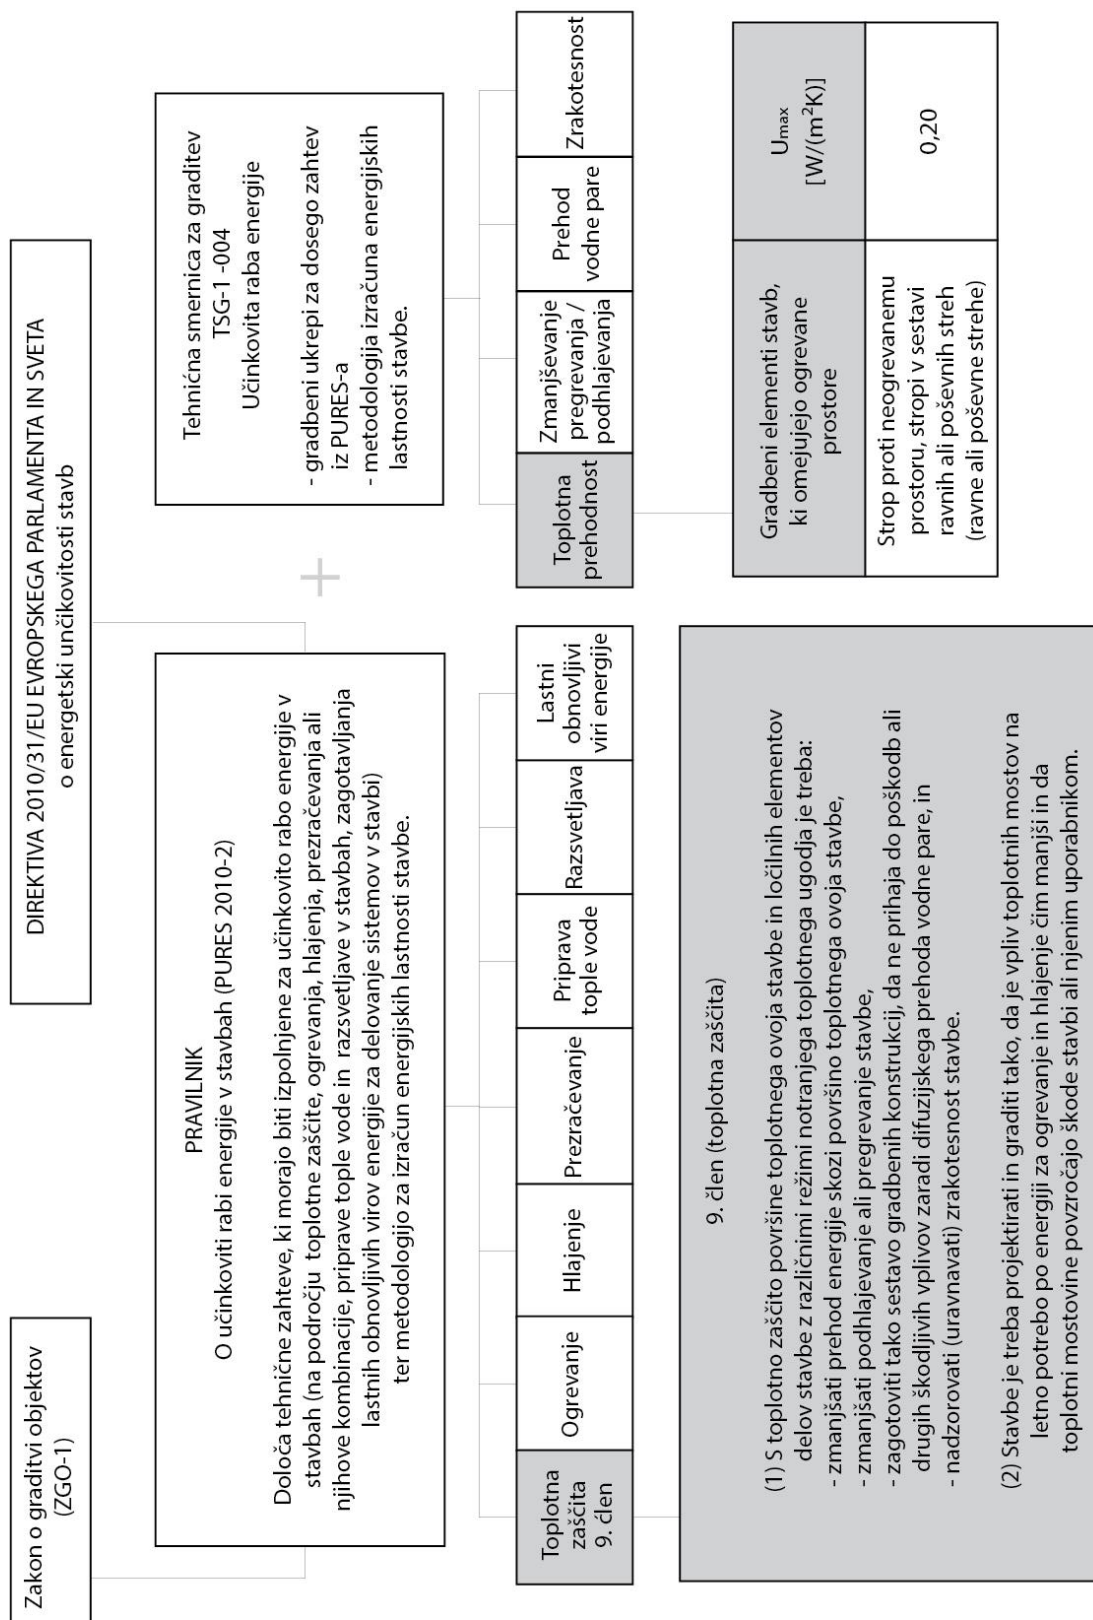 Zakon o graditvi objektov
(ZGO-1)
DIREKTIVA 2010/31/EU EVROPSKEGA PARLAMENTA IN SVETA
o energetski unčikovitosti stavb
PRAVILNIK
O učinkoviti rabi energije v stavbah (PURES 2010-2)
Določa tehnične zahteve, ki morajo biti izpolnjene za učinkovito rabo energije v
stavbah (na področju toplotne zaščite, ogrevanja, hlajenja, prezračevanja ali
njihove kombinacije, priprave tople vode in razsvetljave v stavbah, zagotavljanja
lastnih obnovljivih virov energije za delovanje sistemov v stavbi)
ter metodologijo za izračun energijskih lastnosti stavbe.
+
Tehnićna smernica za graditev
TSG-1 -004
Učinkovita raba energije
- gradbeni ukrepi za dosego zahtev
iz PURES-a
- metodologija izračuna energijskih
lastnosti stavbe.
Toplotna
zaščita
9. člen
Ogrevanje
Hlajenje
Prezračevanje
Priprava
tople vode
Razsvetljava
Lastni
obnovljivi
viri energije
Toplotna
prehodnost
Zmanjševanje
pregrevanja /
podhlajevanja
Prehod
vodne pare
Zrakotesnost
9. člen (toplotna zaščita)
(1) S toplotno zaščito površine toplotnega ovoja stavbe in ločilnih elementov
delov stavbe z različnimi režimi notranjega toplotnega ugodja je treba:
- zmanjšati prehod energije skozi površino toplotnega ovoja stavbe,
- zmanjšati podhlajevanje ali pregrevanje stavbe,
- zagotoviti tako sestavo gradbenih konstrukcij, da ne prihaja do poškodb ali
drugih škodljivih vplivov zaradi difuzijskega prehoda vodne pare, in
- nadzorovati (uravnavati) zrakotesnost stavbe.
(2) Stavbe je treba projektirati in graditi tako, da je vpliv toplotnih mostov na
letno potrebo po energiji za ogrevanje in hlajenje čim manjši in da
toplotni mostovine povzročajo škode stavbi ali njenim uporabnikom.
Gradbeni elementi stavb,
ki omejujejo ogrevane
prostore
Umax
[W/(m²K)]
Strop proti neogrevanemu
prostoru, stropi v sestavi
ravnih ali poševnih streh
(ravne ali poševne strehe)
0,20